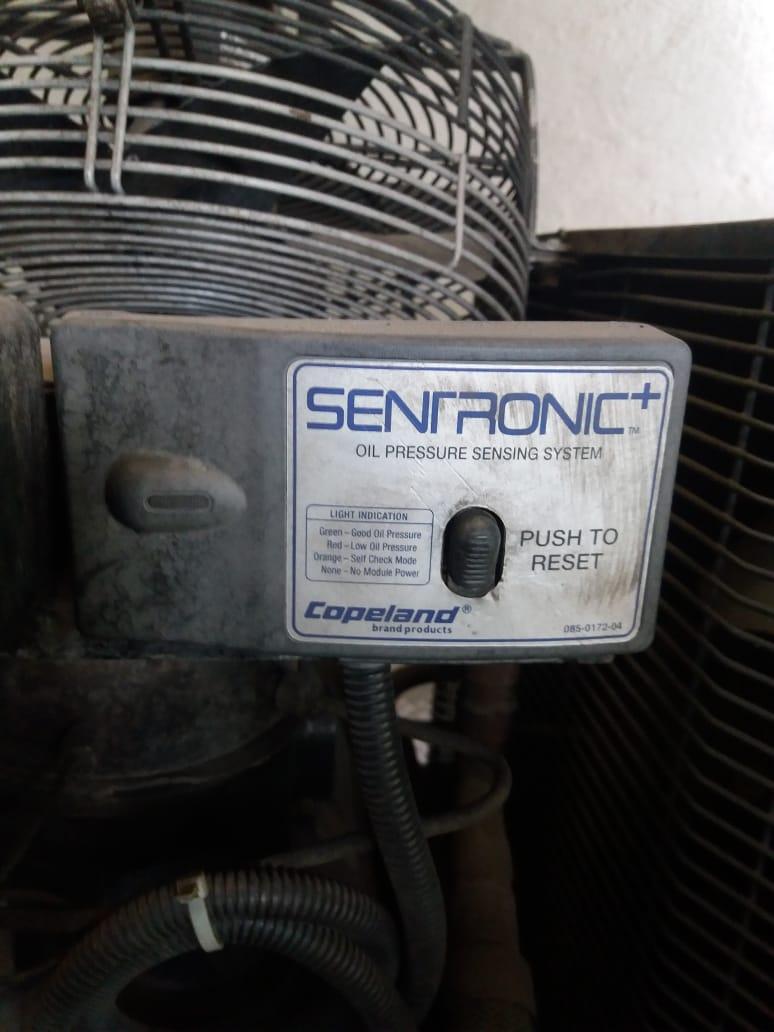 SENTRONIC+ ™
OIL PRESSURE SENSING SYSTEM
LIGHT INDICATION
Green – Good Oil Pressure
Red – Low Oil Pressure
Orange – Self Check Mode
None – No Module Power
PUSH TO
RESET
Copeland®
brand products
085-0172-04